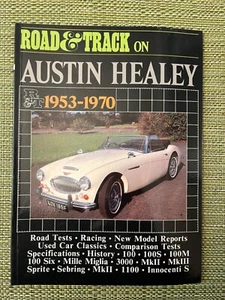 ROAD & TRACK ON
AUSTIN HEALEY
R&T 1953-1970
Road Tests • Racing • New Model Reports
Used Car Classics • Comparison Tests
Specifications • History • 100 • 100S • 100M
100 Six • Mille Miglia • 3000 • MkII • MkIII
Sprite • Sebring • MkII • 1100 • Innocenti S